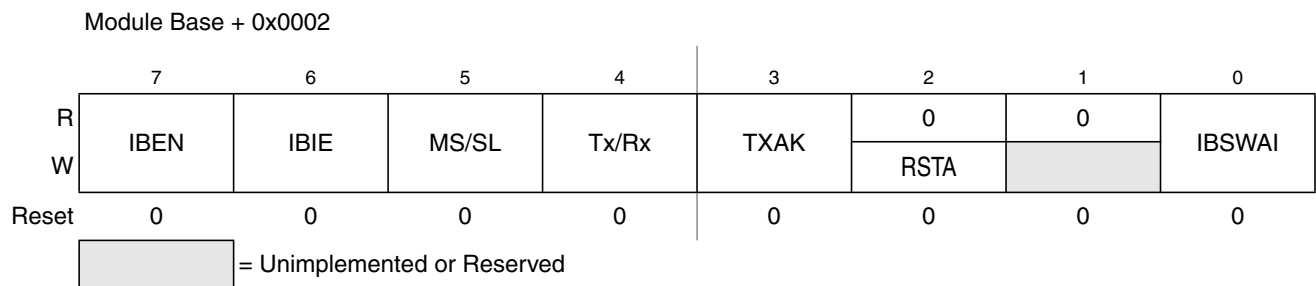 Module Base + 0x0002
7 6 5 4 3 2 1 0
R 0 0
IBEN IBIE MS/SL Tx/Rx TXAK IBSWAI
W RSTA
Reset 0 0 0 0 0 0 0 0
= Unimplemented or Reserved